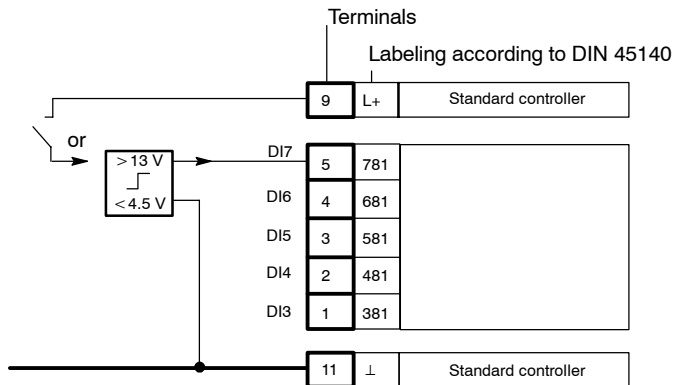 Terminals
Labeling according to DIN 45140
9 L+ Standard controller
or
>13 V
<4.5 V
DI7 5 781
DI6 4 681
DI5 3 581
DI4 2 481
DI3 1 381
11 ⊥ Standard controller